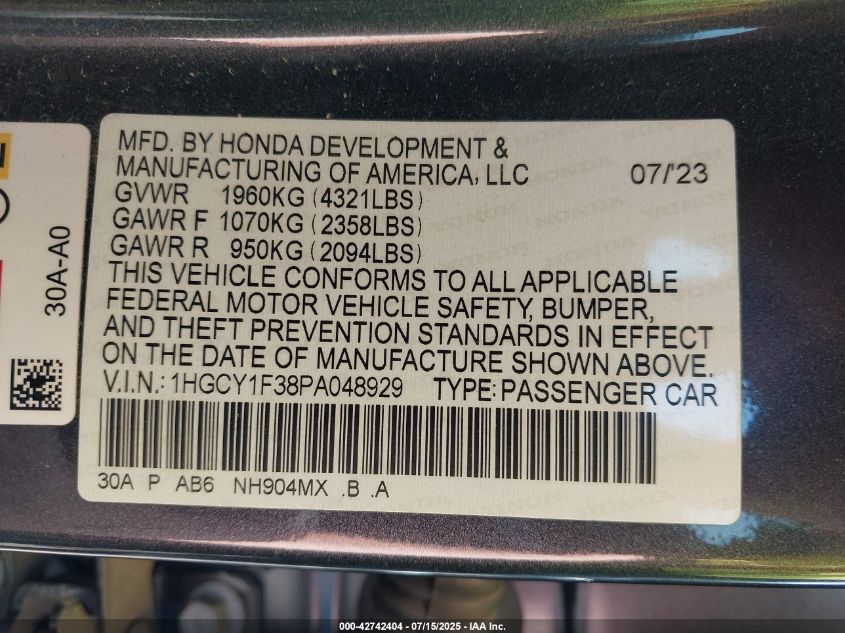 MFD. BY HONDA DEVELOPMENT &
MANUFACTURING OF AMERICA, LLC 07/'23
GVWR 1960KG (4321LBS)
GAWR F 1070KG (2358LBS)
GAWR R 950KG (2094LBS)
THIS VEHICLE CONFORMS TO ALL APPLICABLE
FEDERAL MOTOR VEHICLE SAFETY, BUMPER,
AND THEFT PREVENTION STANDARDS IN EFFECT
ON THE DATE OF MANUFACTURE SHOWN ABOVE.
V.I.N.: 1HGCY1F38PA048929 TYPE: PASSENGER CAR
30A P AB6 NH904MX .B .A
30A-A0
000-42742404 - 07/15/2025 - IAA Inc.